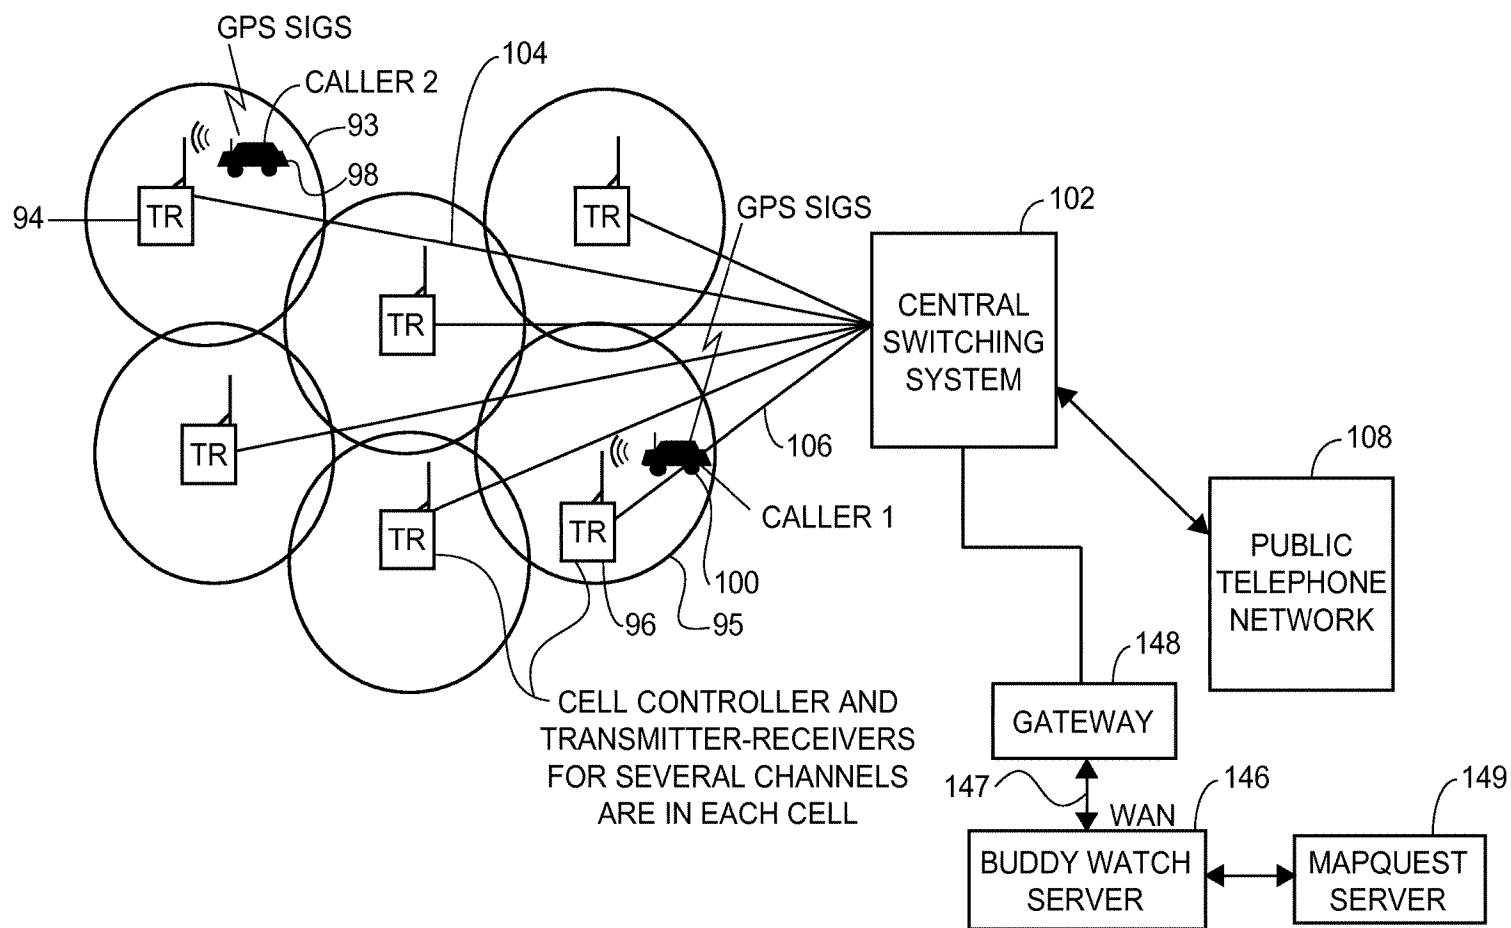 GPS SIGS
104
CALLER 2
93
98
94
TR
TR
GPS SIGS
102
CENTRAL
SWITCHING
SYSTEM
TR
TR
106
108
CALLER 1
TR
TR
PUBLIC
TELEPHONE
NETWORK
100
96
95
148
CELL CONTROLLER AND
TRANSMITTER-RECEIVERS
FOR SEVERAL CHANNELS
ARE IN EACH CELL
GATEWAY
147
WAN
146
149
BUDDY WATCH
SERVER
MAPQUEST
SERVER